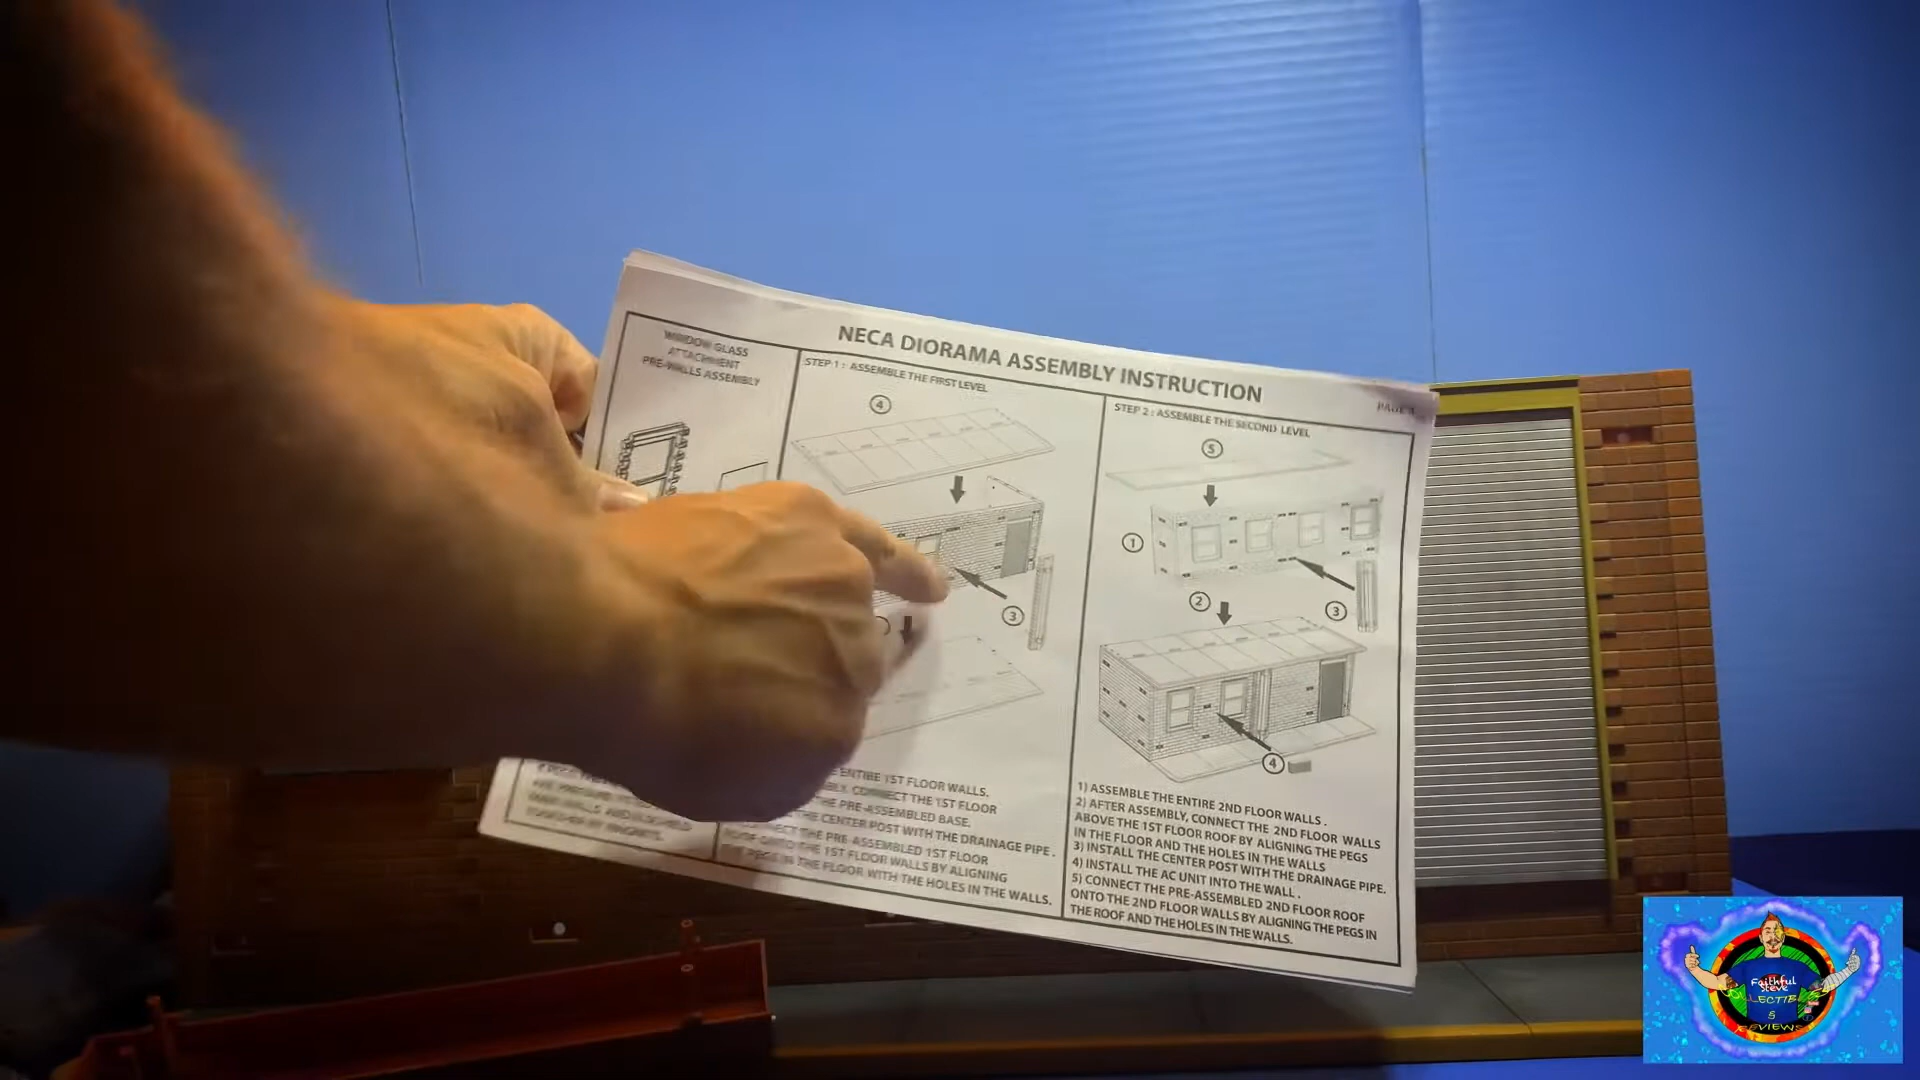 NECA DIORAMA ASSEMBLY INSTRUCTION
PAGE
WINDOW GLASS
ATTACHMENT
PRE-WALLS ASSEMBLY
STEP 1 : ASSEMBLE THE FIRST LEVEL
4
3
ENTIRE 1ST FLOOR WALLS.
CONNECT THE 1ST FLOOR
THE PRE-ASSEMBLED BASE.
THE CENTER POST WITH THE DRAINAGE PIPE.
THE PRE-ASSEMBLED 1ST FLOOR
ROOF ONTO THE 1ST FLOOR WALLS BY ALIGNING
THE PEGS IN THE FLOOR WITH THE HOLES IN THE WALLS.
STEP 2 : ASSEMBLE THE SECOND LEVEL
5
1
2
3
4
1) ASSEMBLE THE ENTIRE 2ND FLOOR WALLS .
2) AFTER ASSEMBLY, CONNECT THE 2ND FLOOR WALLS
ABOVE THE 1ST FLOOR ROOF BY ALIGNING THE PEGS
IN THE FLOOR AND THE HOLES IN THE WALLS
3) INSTALL THE CENTER POST WITH THE DRAINAGE PIPE.
4) INSTALL THE AC UNIT INTO THE WALL .
5) CONNECT THE PRE-ASSEMBLED 2ND FLOOR ROOF
ONTO THE 2ND FLOOR WALLS BY ALIGNING THE PEGS IN
THE ROOF AND THE HOLES IN THE WALLS.
Faithful
Steve
&
REVIEWS